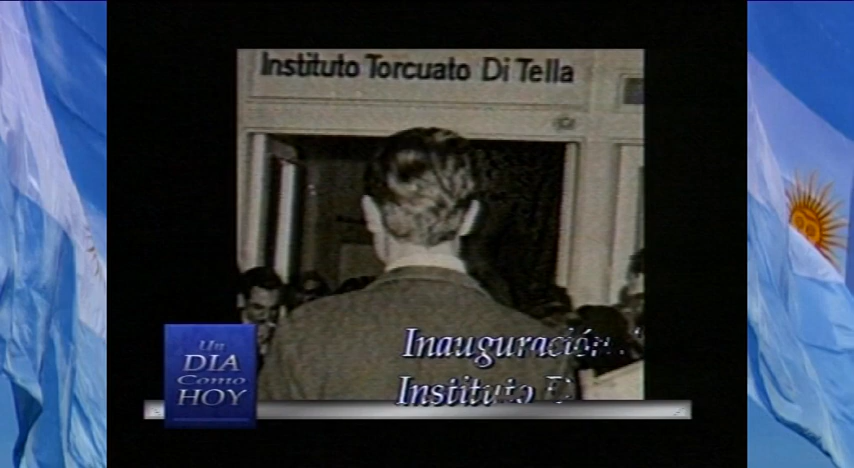 Instituto Torcuato Di Tella
Inauguración
Instituto
Un
DIA
Como
HOY